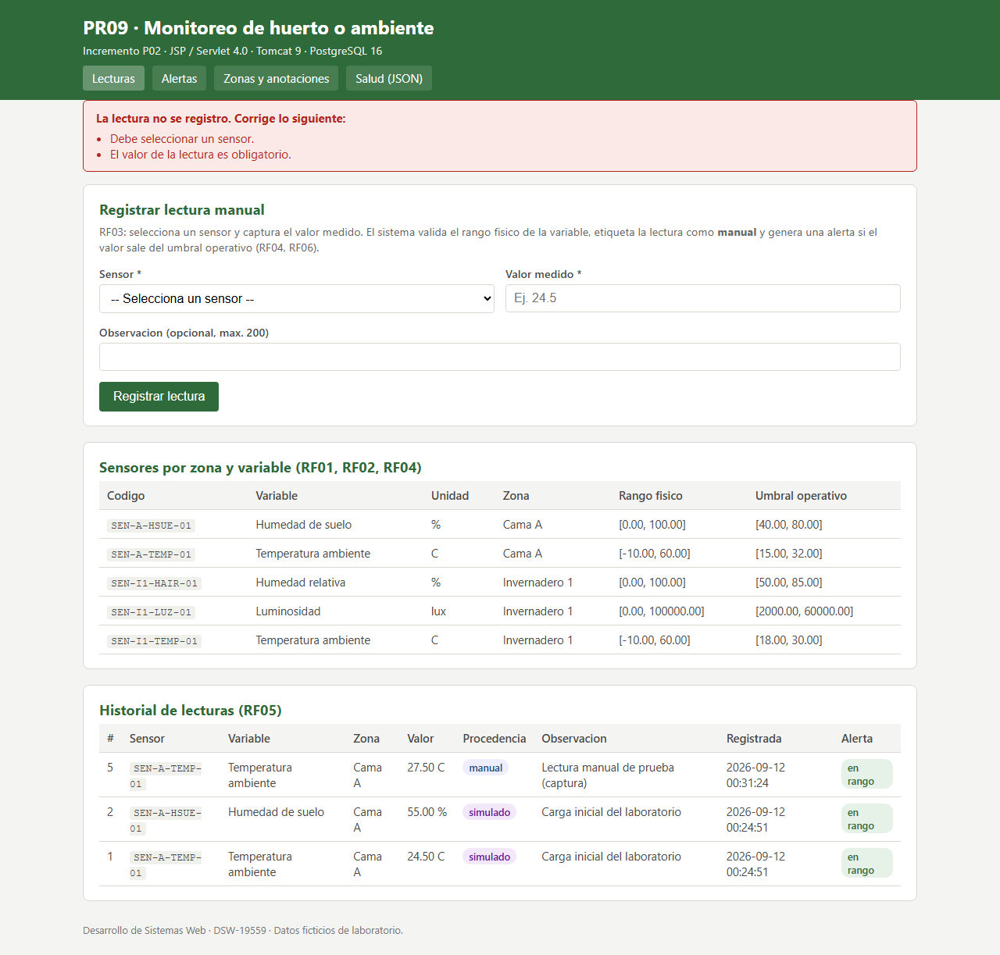 PR09 · Monitoreo de huerto o ambiente
Incremento P02 · JSP / Servlet 4.0 · Tomcat 9 · PostgreSQL 16
Lecturas Alertas Zonas y anotaciones Salud (JSON)
La lectura no se registro. Corrige lo siguiente:
• Debe seleccionar un sensor.
• El valor de la lectura es obligatorio.
Registrar lectura manual
RF03: selecciona un sensor y captura el valor medido. El sistema valida el rango fisico de la variable, etiqueta la lectura como manual y genera una alerta si el
valor sale del umbral operativo (RF04, RF06).
Sensor * Valor medido *
-- Selecciona un sensor -- Ej. 24.5
Observacion (opcional, max. 200)
Registrar lectura
Sensores por zona y variable (RF01, RF02, RF04)
Codigo Variable Unidad Zona Rango fisico Umbral operativo
SEN-A-HSUE-01 Humedad de suelo % Cama A [0.00, 100.00] [40.00, 80.00]
SEN-A-TEMP-01 Temperatura ambiente C Cama A [-10.00, 60.00] [15.00, 32.00]
SEN-I1-HAIR-01 Humedad relativa % Invernadero 1 [0.00, 100.00] [50.00, 85.00]
SEN-I1-LUZ-01 Luminosidad lux Invernadero 1 [0.00, 100000.00] [2000.00, 60000.00]
SEN-I1-TEMP-01 Temperatura ambiente C Invernadero 1 [-10.00, 60.00] [18.00, 30.00]
Historial de lecturas (RF05)
# Sensor Variable Zona Valor Procedencia Observacion Registrada Alerta
5 SEN-A-TEMP- Temperatura Cama 27.50 C manual Lectura manual de prueba 2026-09-12 en
01 ambiente A (captura) 00:31:24 rango
2 SEN-A-HSUE- Humedad de suelo Cama 55.00 % simulado Carga inicial del laboratorio 2026-09-12 en
01 A 00:24:51 rango
1 SEN-A-TEMP- Temperatura Cama 24.50 C simulado Carga inicial del laboratorio 2026-09-12 en
01 ambiente A 00:24:51 rango
Desarrollo de Sistemas Web · DSW-19559 · Datos ficticios de laboratorio.